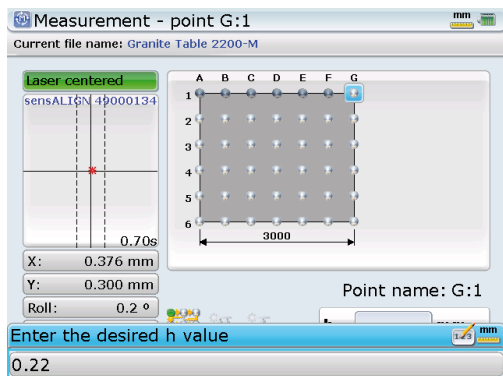 Measurement - point G:1
mm
Current file name: Granite Table 2200-M
Laser centered
sensALIGN 49000134
0.70s
A B C D E F G
1
2
3
4
5
6
3000
X: 0.376 mm
Y: 0.300 mm
Roll: 0.2 º
Point name: G:1
Enter the desired h value
123 mm
0.22